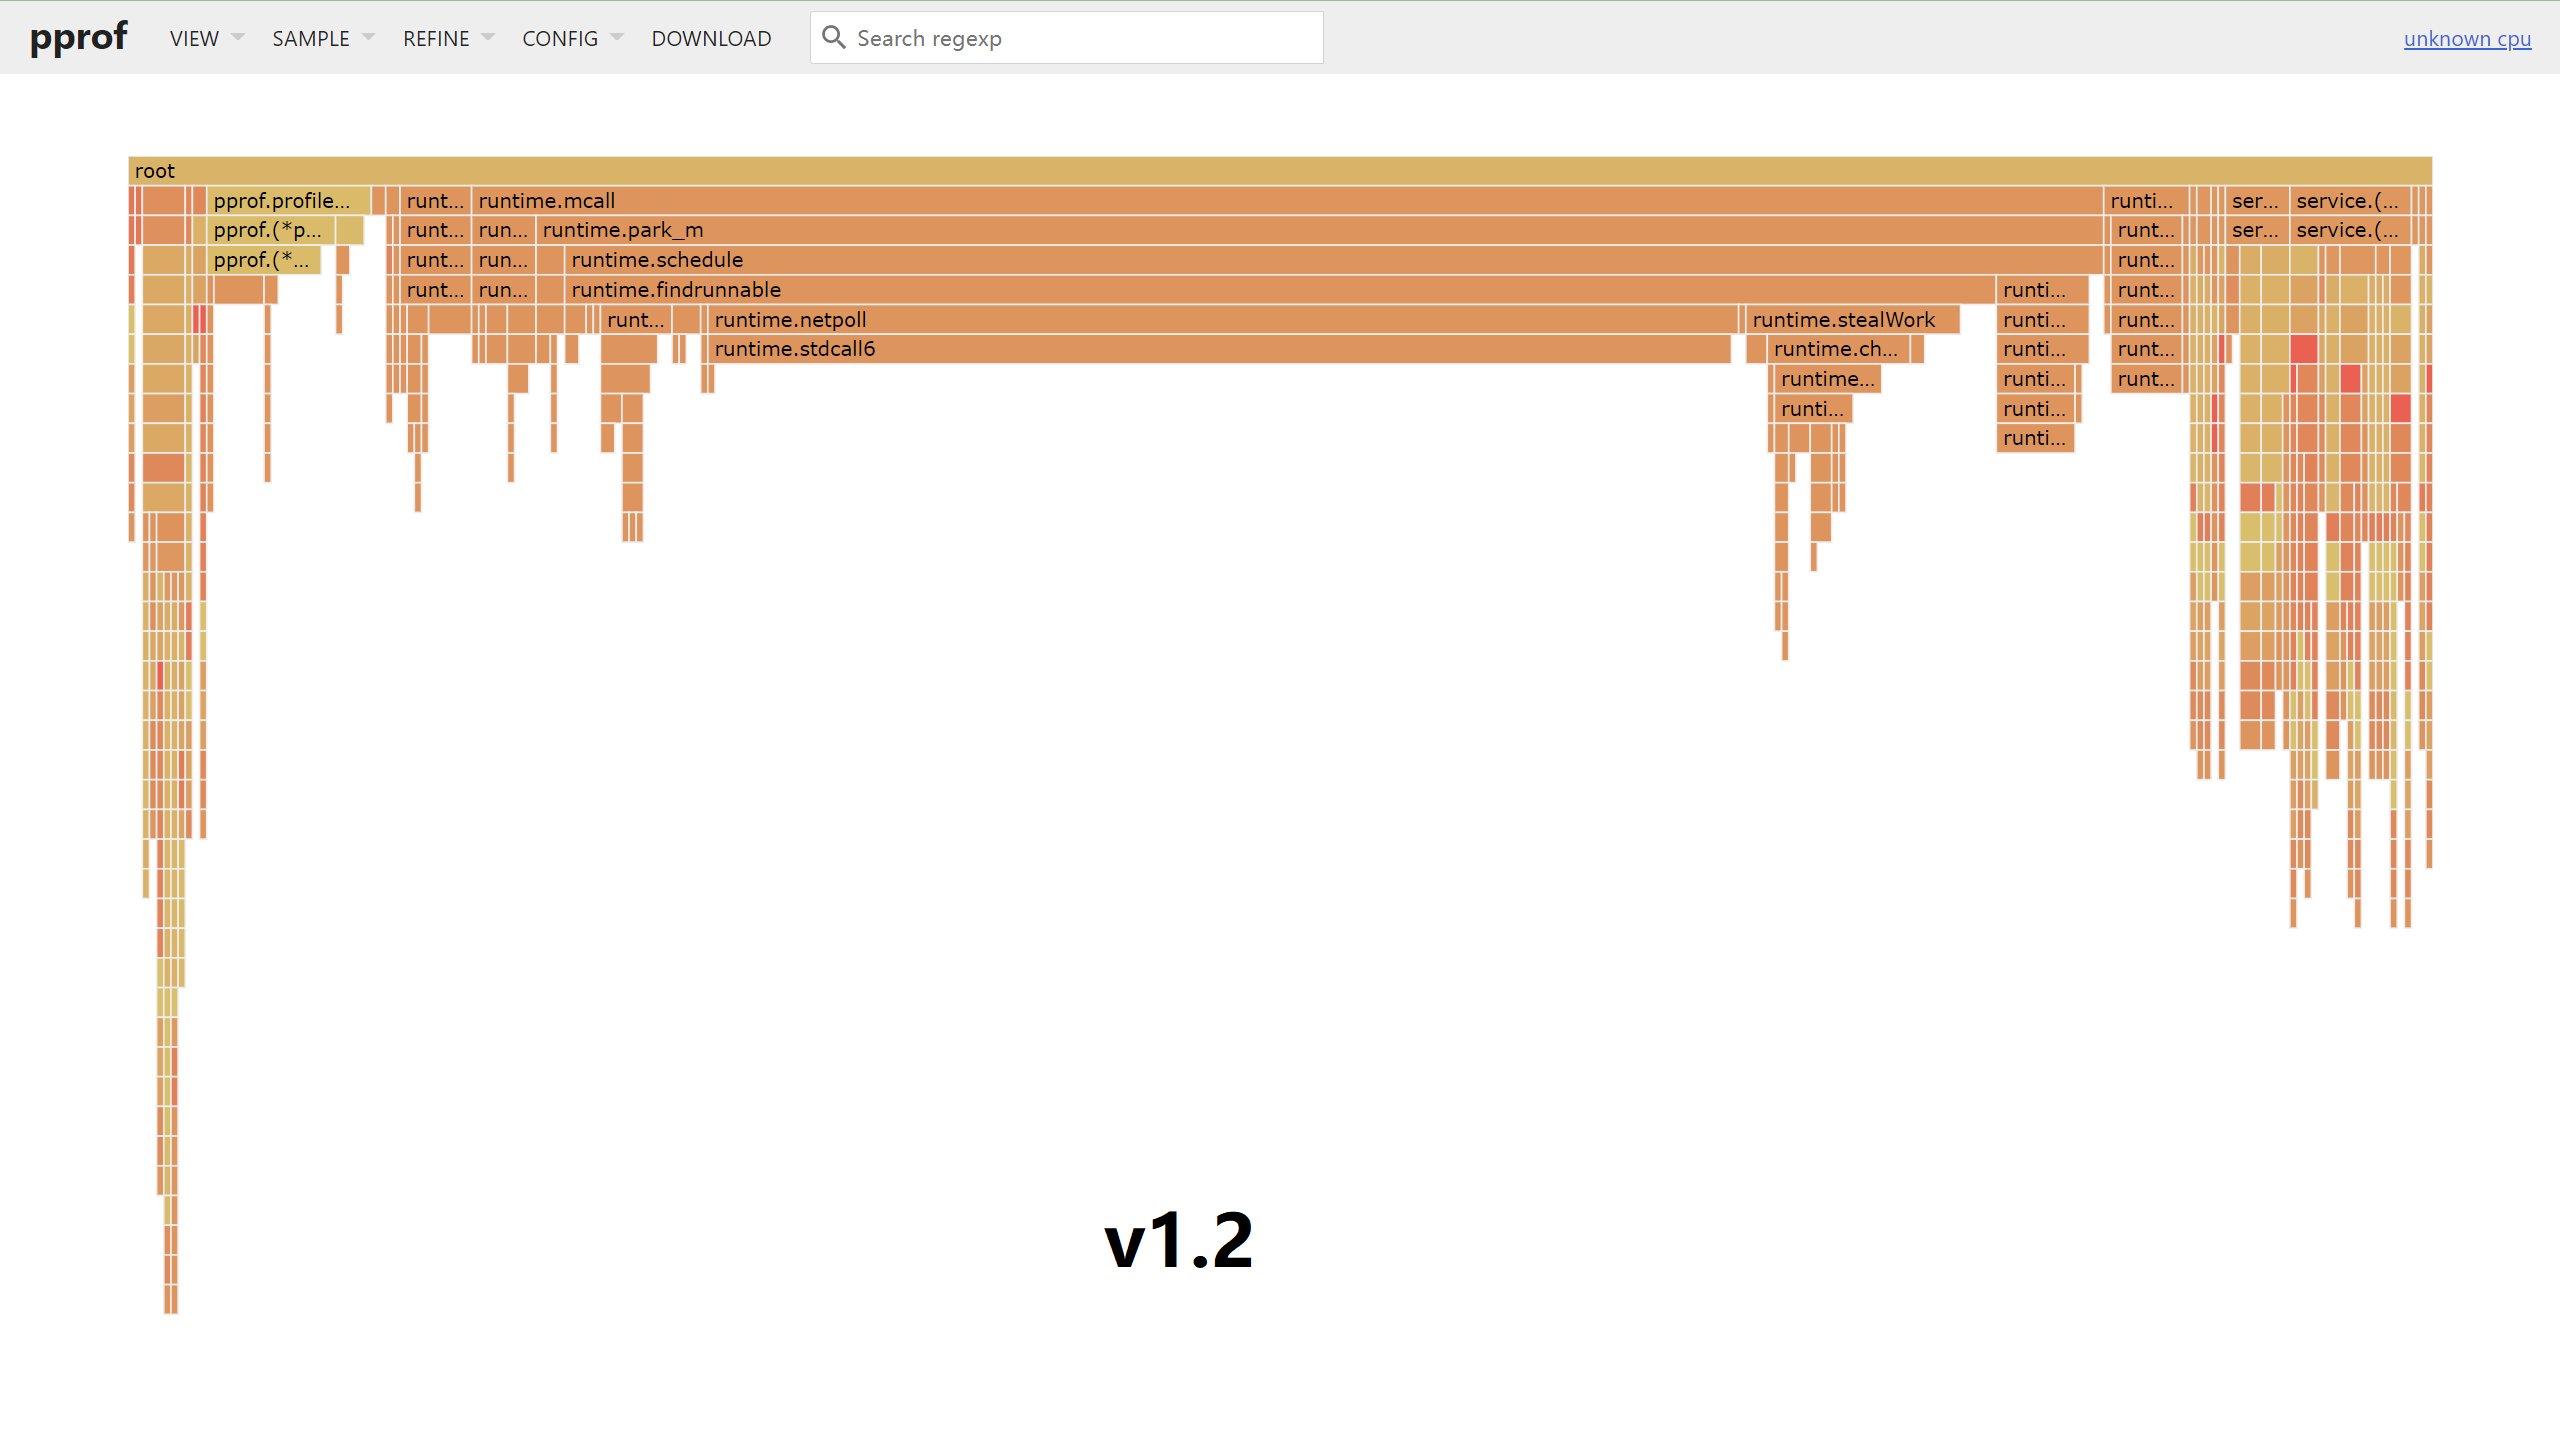 pprof VIEW SAMPLE REFINE CONFIG DOWNLOAD Search regexp unknown cpu
root
pprof.profile... runt... runtime.mcall runti... ser... service.(...
pprof.(*p... runt... run... runtime.park_m runt... ser... service.(...
pprof.(*... runt... run... runtime.schedule runt...
runt... run... runtime.findrunnable runti... runt...
runt... runtime.netpoll runtime.stealWork runti... runt...
runtime.stdcall6 runtime.ch... runti... runt...
runtime... runti... runt...
runti... runti...
runti...
v1.2